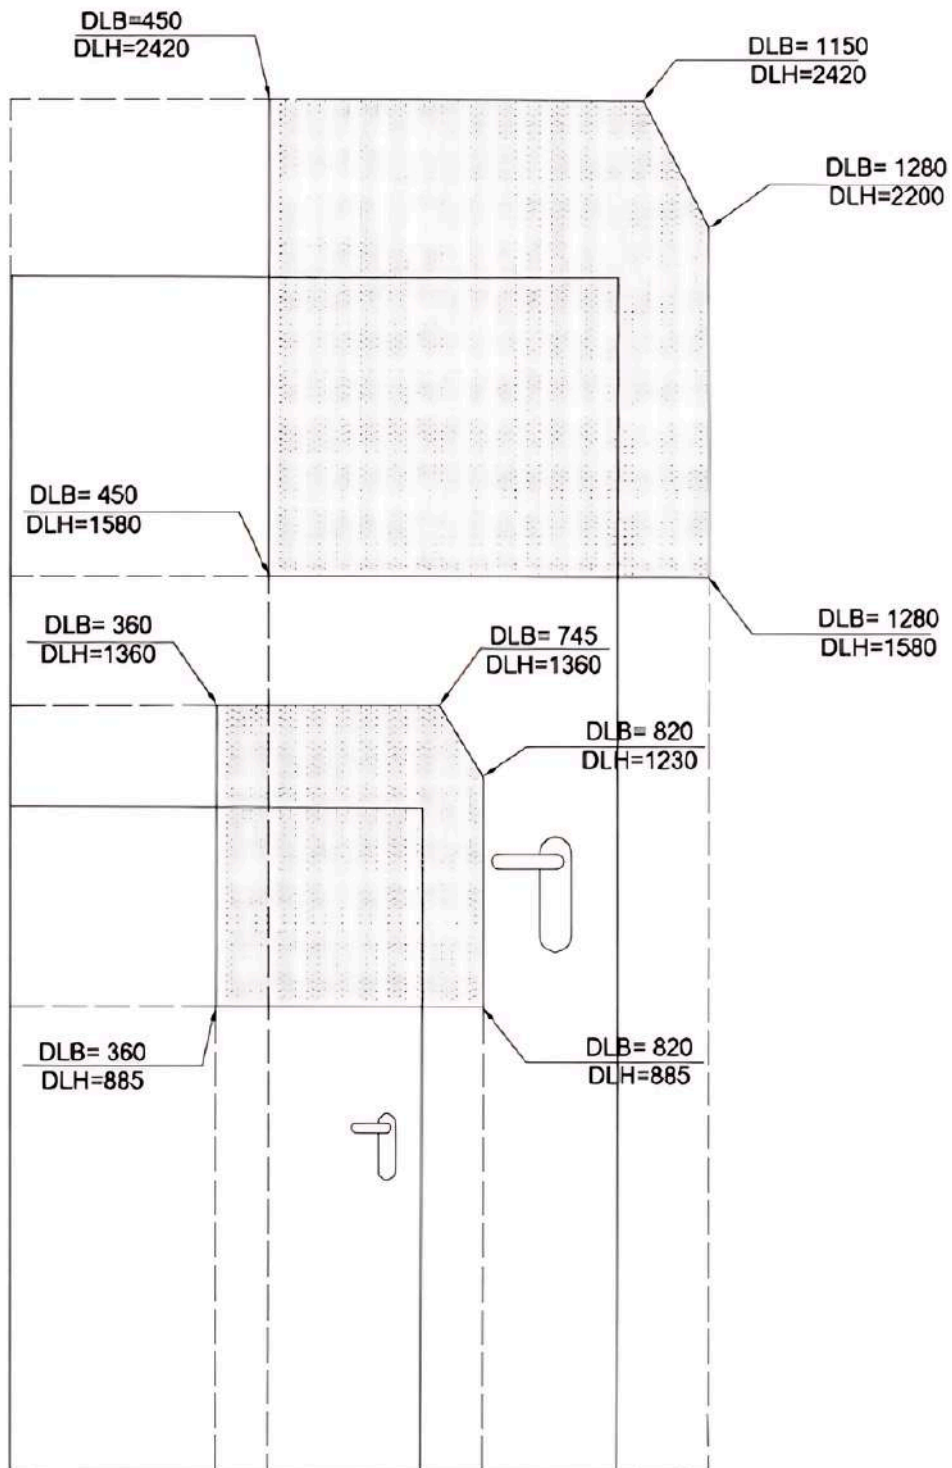 DLB=450
DLH=2420
DLB= 1150
DLH=2420
DLB= 1280
DLH=2200
DLB= 450
DLH=1580
DLB= 1280
DLH=1580
DLB= 360
DLH=1360
DLB= 745
DLH=1360
DLB= 820
DLH=1230
DLB= 360
DLH=885
DLB= 820
DLH=885